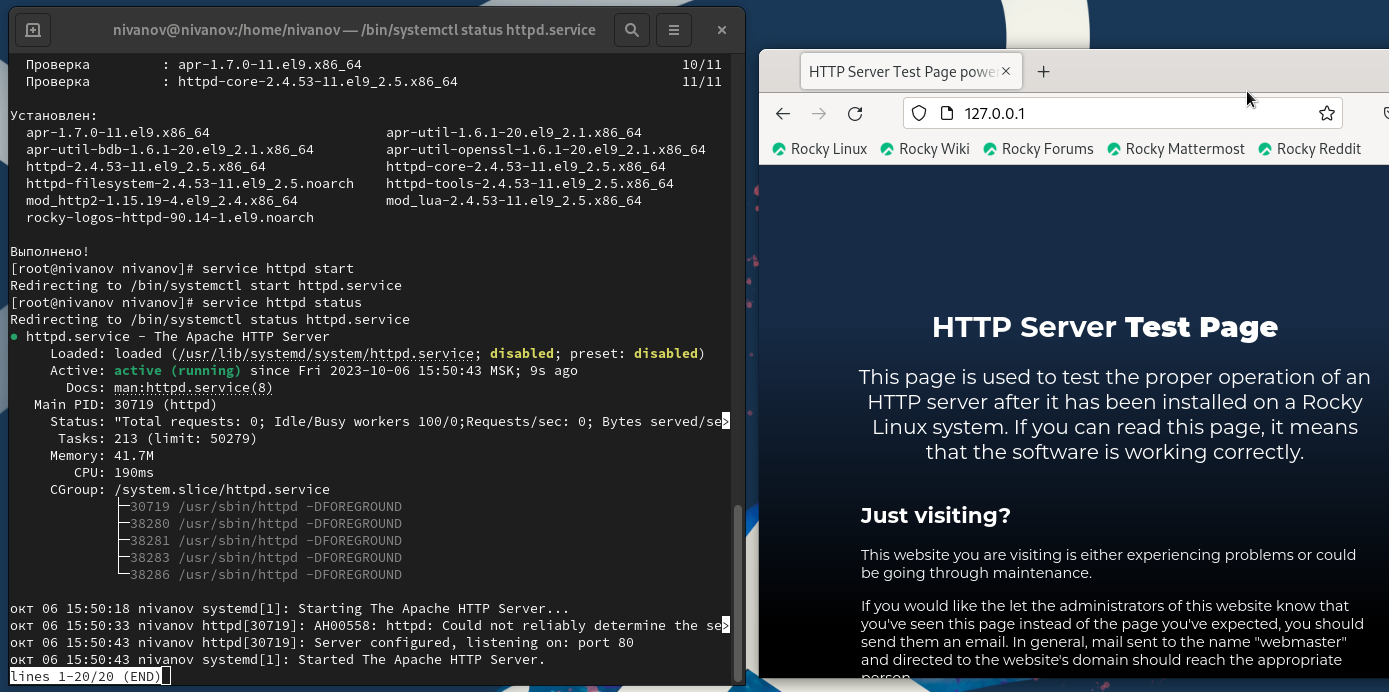 nivanov@nivanov:/home/nivanov — /bin/systemctl status httpd.service
Проверка : apr-1.7.0-11.el9.x86_64 10/11
Проверка : httpd-core-2.4.53-11.el9_2.5.x86_64 11/11
Установлен:
apr-1.7.0-11.el9.x86_64 apr-util-1.6.1-20.el9_2.1.x86_64
apr-util-bdb-1.6.1-20.el9_2.1.x86_64 apr-util-openssl-1.6.1-20.el9_2.1.x86_64
httpd-2.4.53-11.el9_2.5.x86_64 httpd-core-2.4.53-11.el9_2.5.x86_64
httpd-filesystem-2.4.53-11.el9_2.5.noarch httpd-tools-2.4.53-11.el9_2.5.x86_64
mod_http2-1.15.19-4.el9_2.4.x86_64 mod_lua-2.4.53-11.el9_2.5.x86_64
rocky-logos-httpd-90.14-1.el9.noarch
Выполнено!
[root@nivanov nivanov]# service httpd start
Redirecting to /bin/systemctl start httpd.service
[root@nivanov nivanov]# service httpd status
Redirecting to /bin/systemctl status httpd.service
● httpd.service - The Apache HTTP Server
Loaded: loaded (/usr/lib/systemd/system/httpd.service; disabled; preset: disabled)
Active: active (running) since Fri 2023-10-06 15:50:43 MSK; 9s ago
Docs: man:httpd.service(8)
Main PID: 30719 (httpd)
Status: "Total requests: 0; Idle/Busy workers 100/0;Requests/sec: 0; Bytes served/se>
Tasks: 213 (limit: 50279)
Memory: 41.7M
CPU: 190ms
CGroup: /system.slice/httpd.service
├─30719 /usr/sbin/httpd -DFOREGROUND
├─38280 /usr/sbin/httpd -DFOREGROUND
├─38281 /usr/sbin/httpd -DFOREGROUND
├─38283 /usr/sbin/httpd -DFOREGROUND
└─38286 /usr/sbin/httpd -DFOREGROUND
окт 06 15:50:18 nivanov systemd[1]: Starting The Apache HTTP Server...
окт 06 15:50:33 nivanov httpd[30719]: AH00558: httpd: Could not reliably determine the se>
окт 06 15:50:43 nivanov httpd[30719]: Server configured, listening on: port 80
окт 06 15:50:43 nivanov systemd[1]: Started The Apache HTTP Server.
lines 1-20/20 (END)
HTTP Server Test Page powe
127.0.0.1
Rocky Linux Rocky Wiki Rocky Forums Rocky Mattermost Rocky Reddit
HTTP Server Test Page
This page is used to test the proper operation of an
HTTP server after it has been installed on a Rocky
Linux system. If you can read this page, it means
that the software is working correctly.
Just visiting?
This website you are visiting is either experiencing problems or could
be going through maintenance.
If you would like the let the administrators of this website know that
you've seen this page instead of the page you've expected, you should
send them an email. In general, mail sent to the name "webmaster"
and directed to the website's domain should reach the appropriate
person.